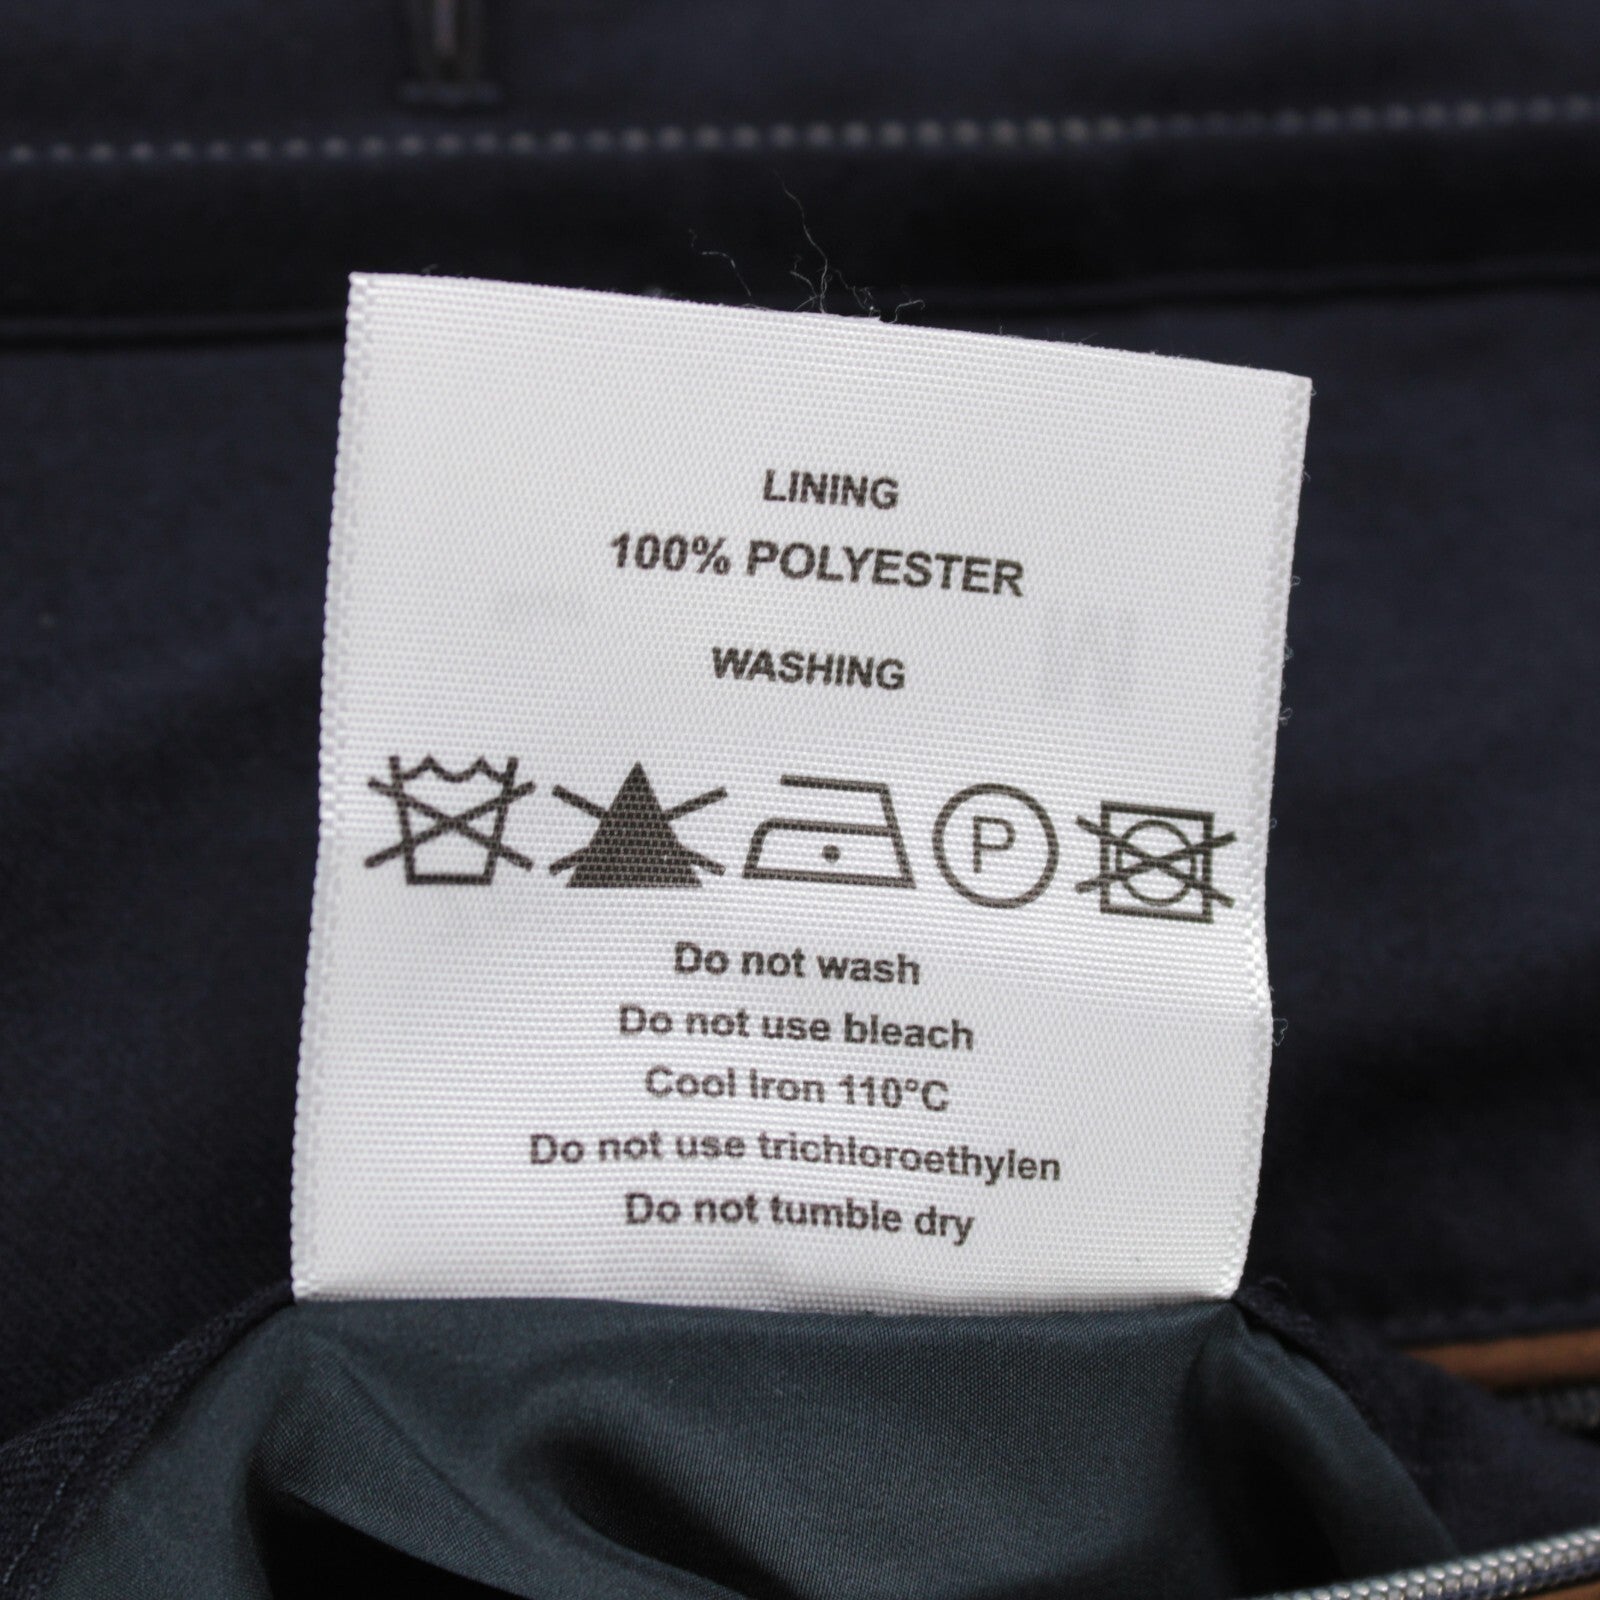 LINING
100% POLYESTER
WASHING
P
Do not wash
Do not use bleach
Cool Iron 110°C
Do not use trichloroethylen
Do not tumble dry